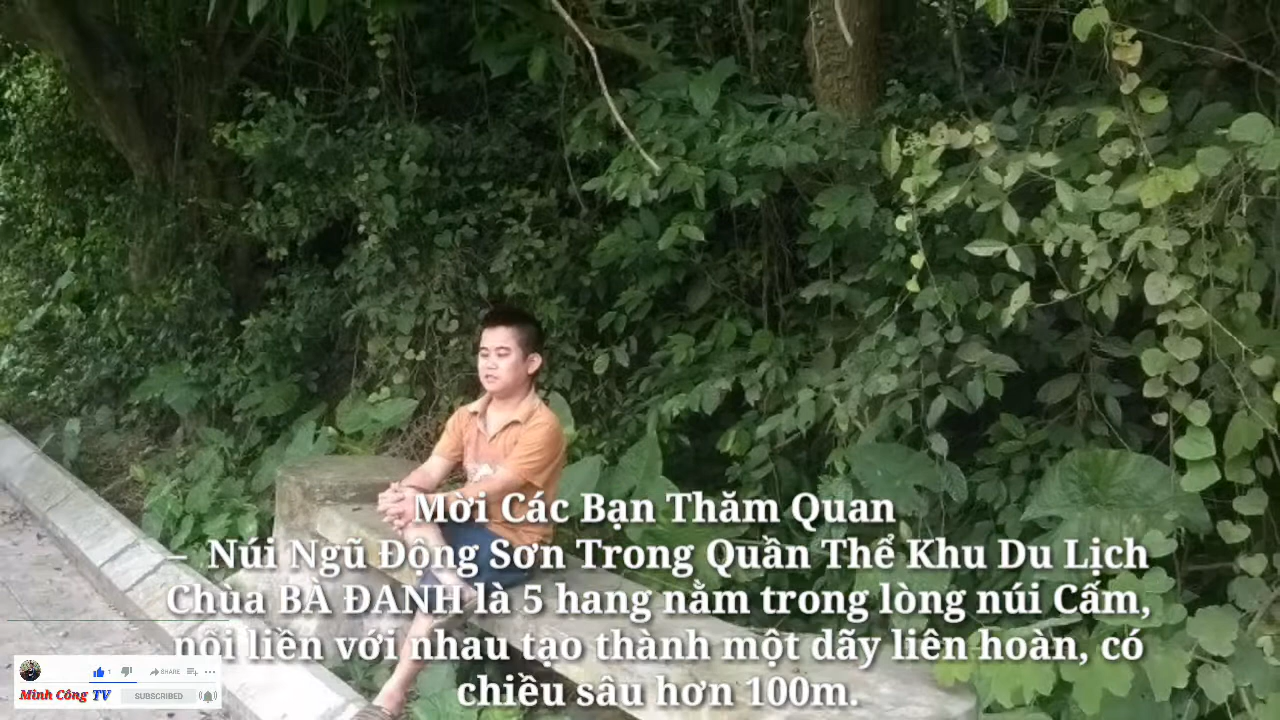 Mời Các Bạn Thăm Quan
– Núi Ngũ Động Sơn Trong Quần Thể Khu Du Lịch
Chùa BÀ ĐANH là 5 hang nằm trong lòng núi Cấm,
nối liền với nhau tạo thành một dãy liên hoàn, có
chiều sâu hơn 100m.
1 SHARE
Minh Công TV SUBSCRIBED